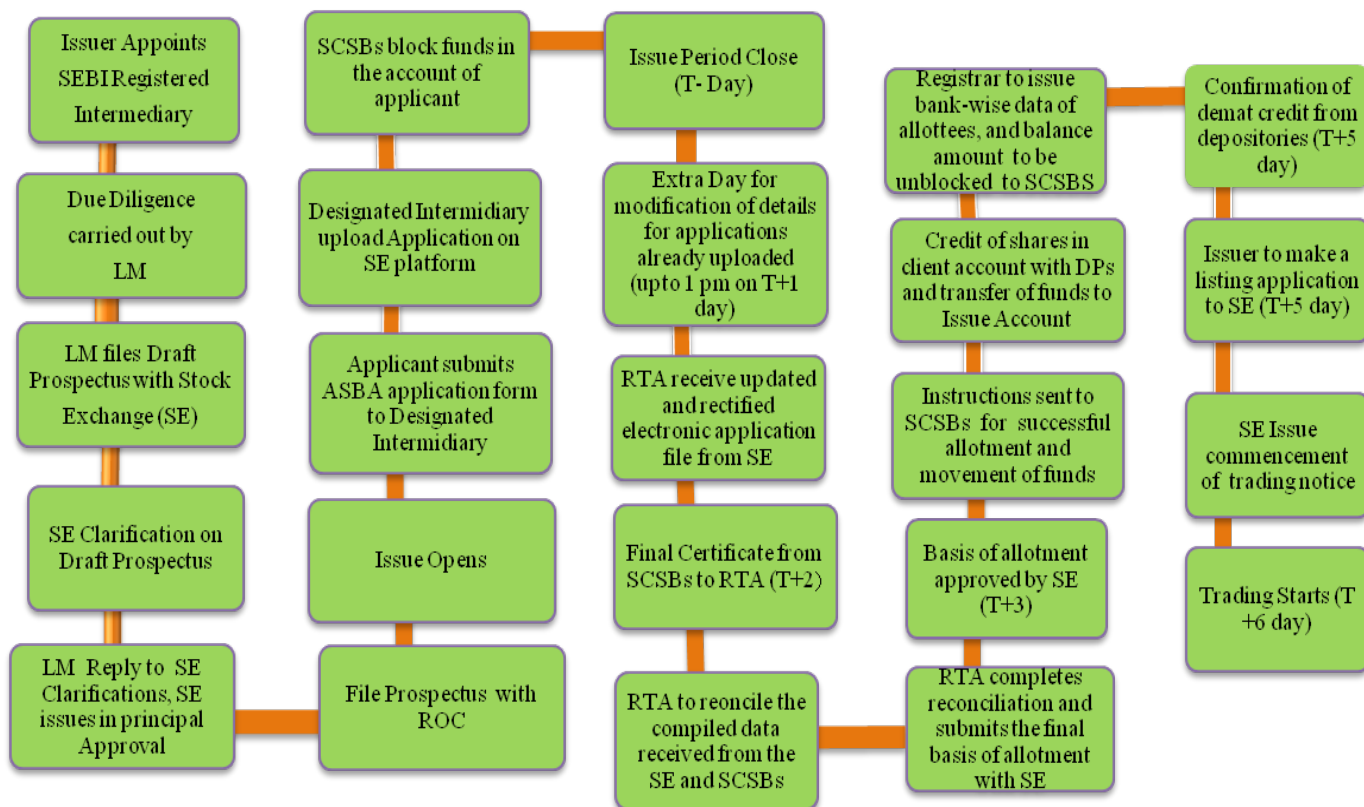 Issuer Appoints
SEBI Registered
Intermediary
Due Diligence
carried out by
LM
LM files Draft
Prospectus with Stock
Exchange (SE)
SE Clarification on
Draft Prospectus
LM Reply to SE
Clarifications, SE
issues in principal
Approval
File Prospectus with
ROC
Issue Opens
Applicant submits
ASBA application form
to Designated
Intermidiary
Designated Intermidiary
upload Application on
SE platform
SCSBs block funds in
the account of
applicant
Issue Period Close
(T- Day)
Extra Day for
modification of details
for applications
already uploaded
(upto 1 pm on T+1
day)
RTA receive updated
and rectified
electronic application
file from SE
Final Certificate from
SCSBs to RTA (T+2)
RTA to reconcile the
compiled data
received from the
SE and SCSBs
RTA completes
reconciliation and
submits the final
basis of allotment
with SE
Basis of allotment
approved by SE
(T+3)
Instructions sent to
SCSBs for successful
allotment and
movement of funds
Credit of shares in
client account with DPs
and transfer of funds to
Issue Account
Registrar to issue
bank-wise data of
allottees, and balance
amount to be
unblocked to SCSBS
Confirmation of
demat credit from
depositories (T+5
day)
Issuer to make a
listing application
to SE (T+5 day)
SE Issue
commencement
of trading notice
Trading Starts (T
+6 day)